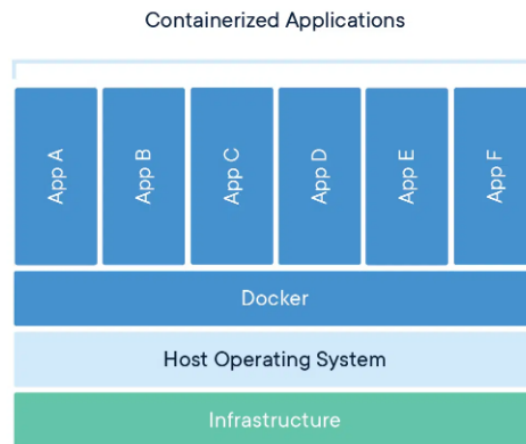 Containerized Applications
App A
App B
App C
App D
App E
App F
Docker
Host Operating System
Infrastructure